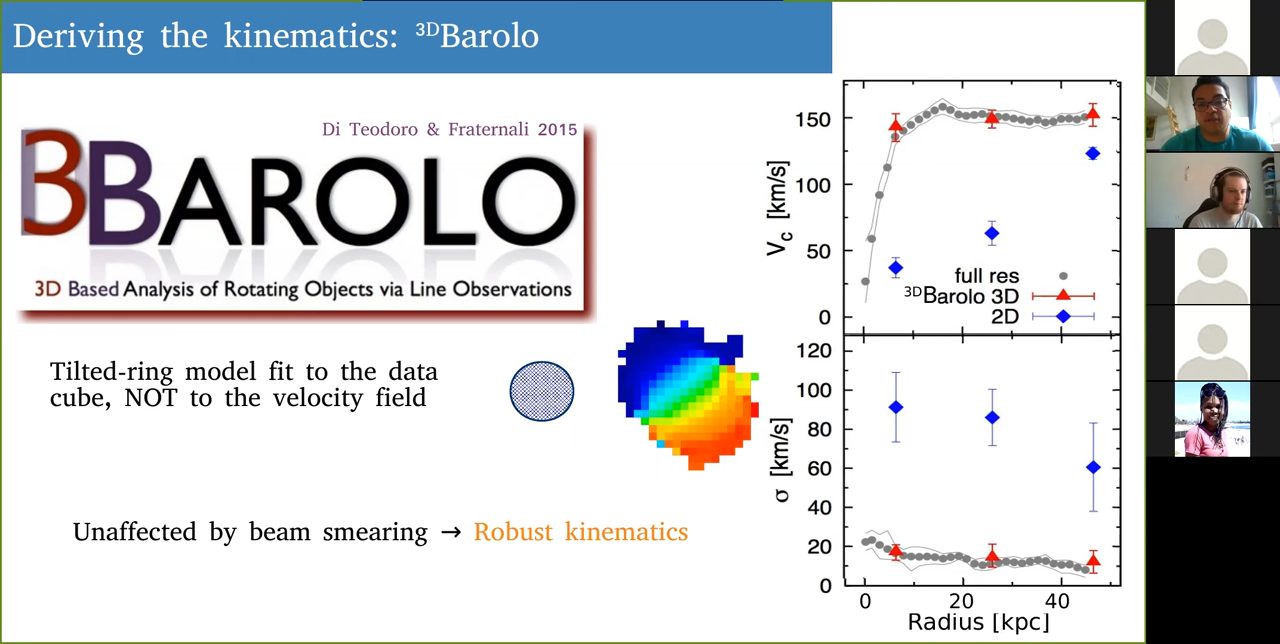 Deriving the kinematics: ³ᴰBarolo
Di Teodoro & Fraternali 2015
3BAROLO
3D Based Analysis of Rotating Objects via Line Observations
Tilted-ring model fit to the data
cube, NOT to the velocity field
Unaffected by beam smearing → Robust kinematics
V_c [km/s]
150
100
50
0
full res
³ᴰBarolo 3D
2D
σ [km/s]
120
100
80
60
40
20
0
0 20 40
Radius [kpc]